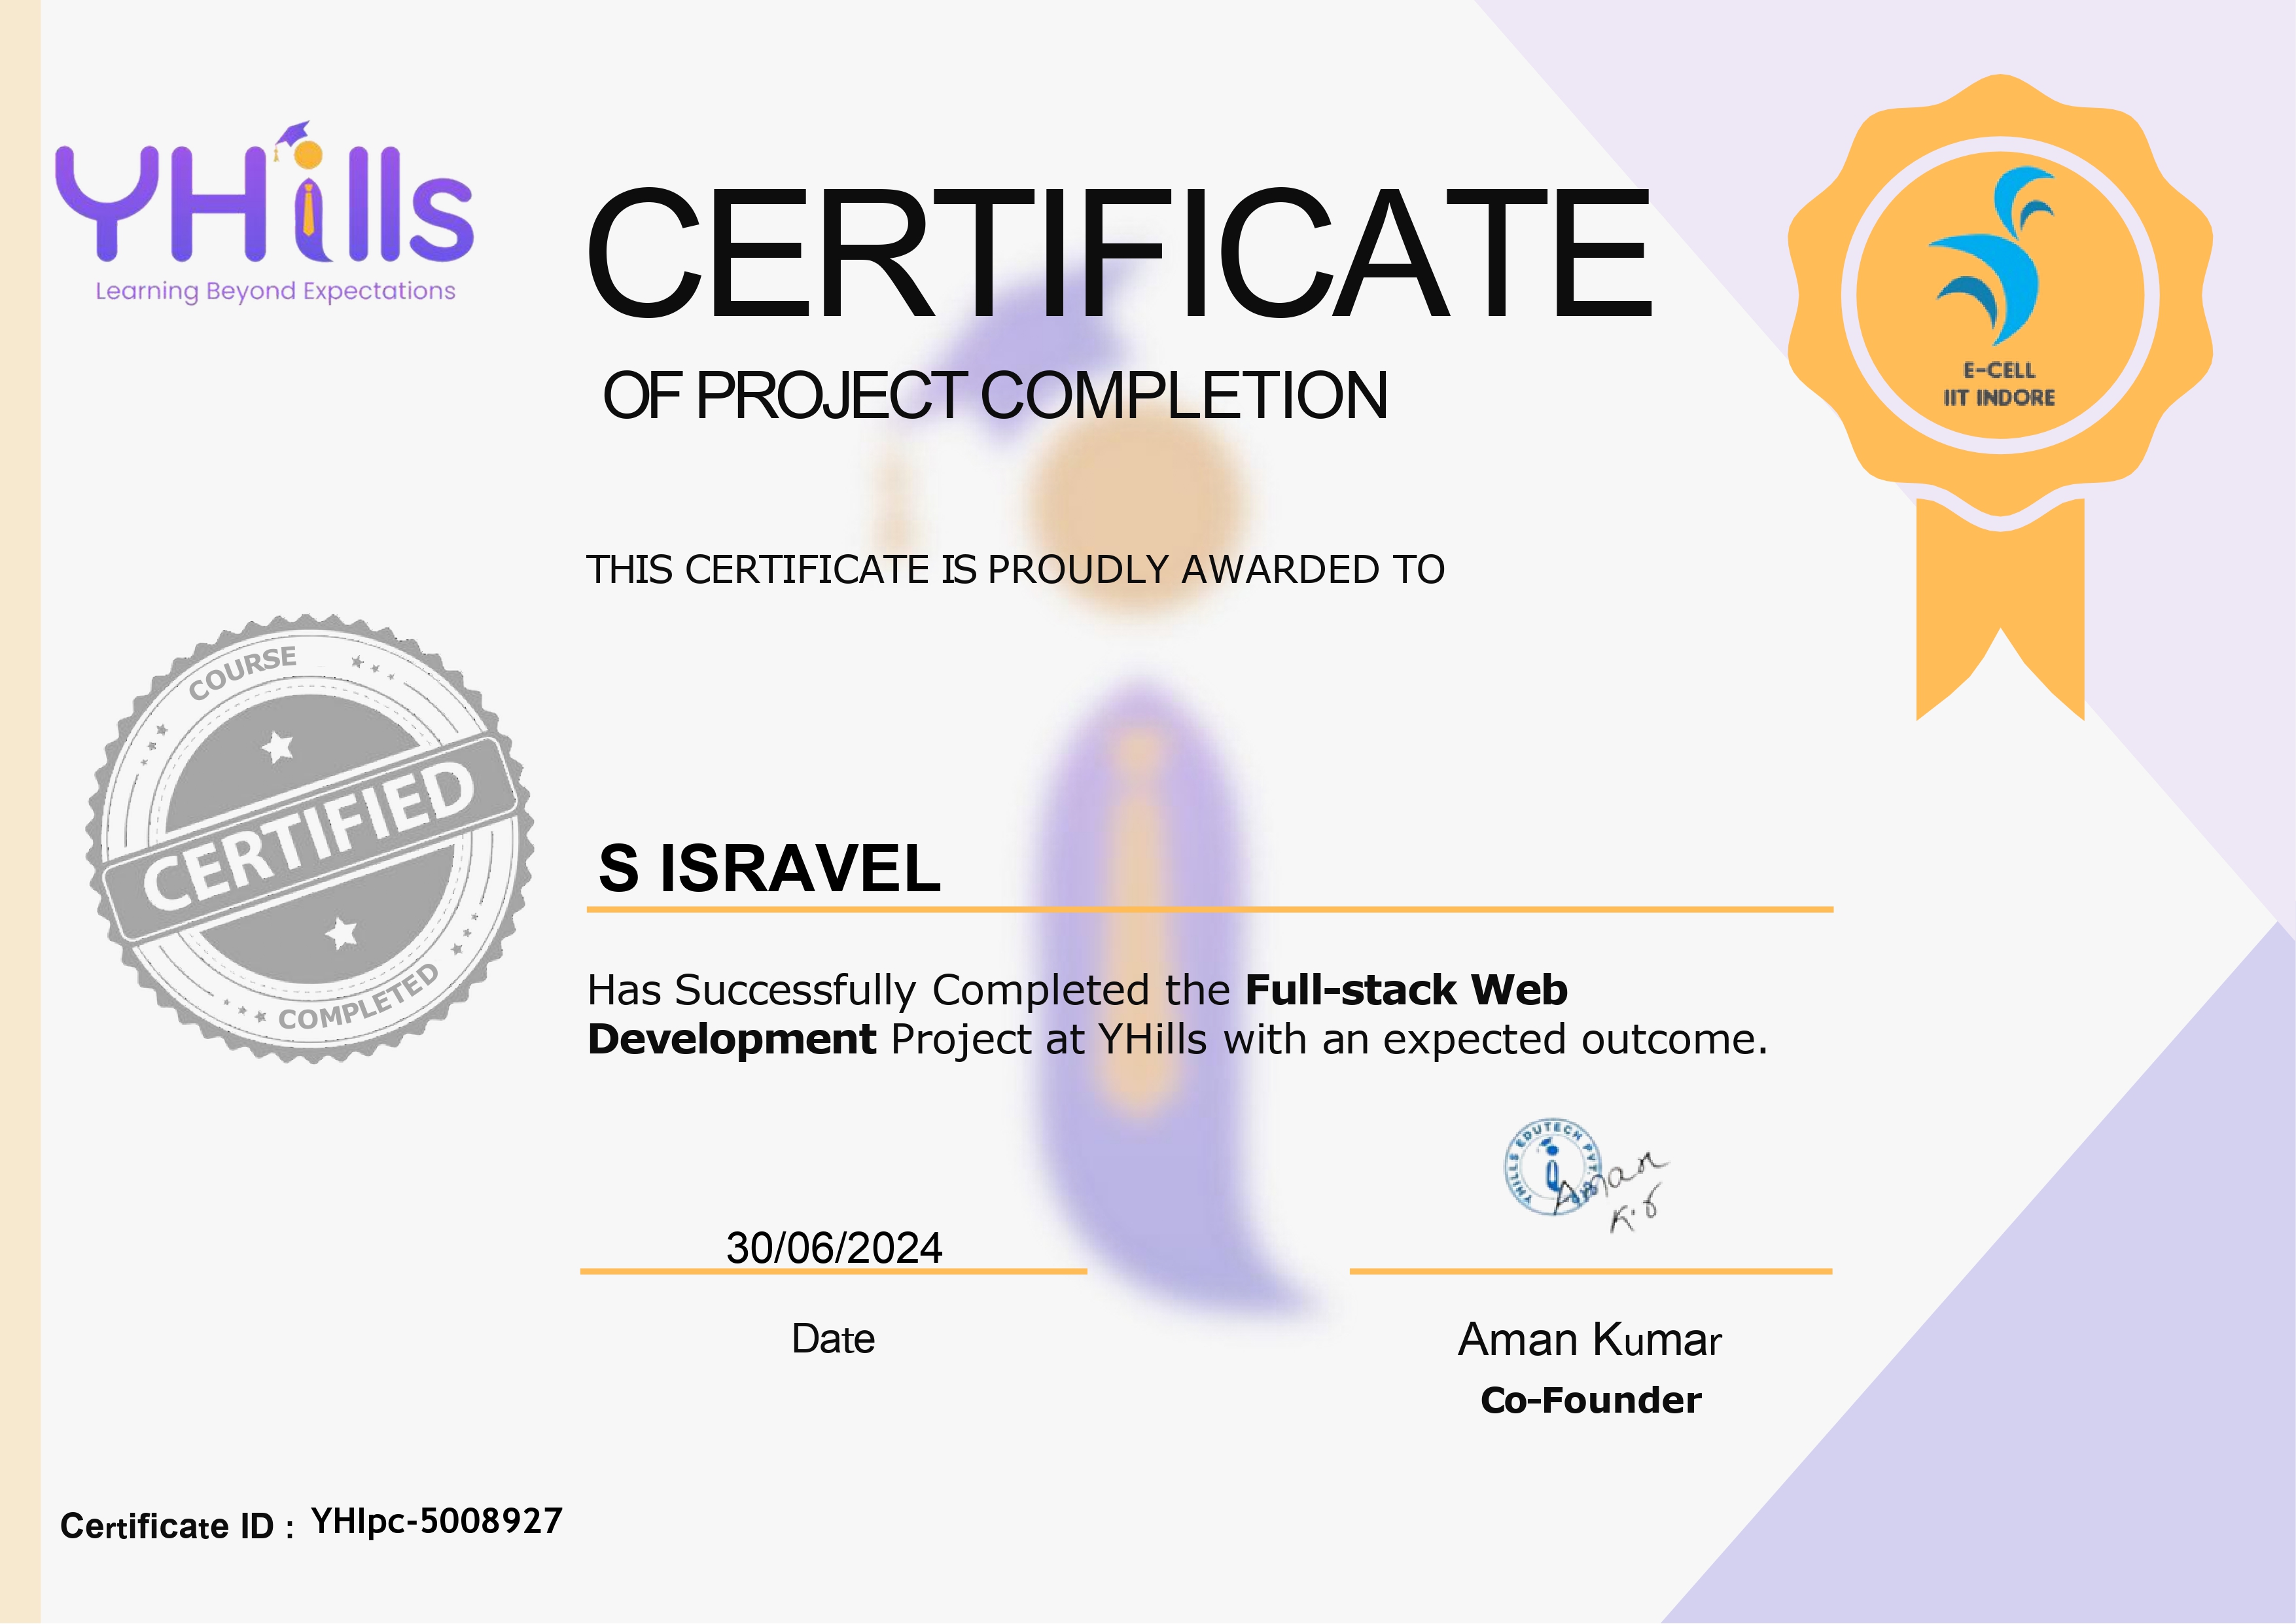 YHills
Learning Beyond Expectations
CERTIFICATE
OF PROJECT COMPLETION
E-CELL
IIT INDORE
THIS CERTIFICATE IS PROUDLY AWARDED TO
COURSE
CERTIFIED
COMPLETED
S ISRAVEL
Has Successfully Completed the Full-stack Web
Development Project at YHills with an expected outcome.
YHILLS EDUTECH PVT.
Aman
30/06/2024
Date
Aman Kumar
Co-Founder
Certificate ID : YHIpc-5008927